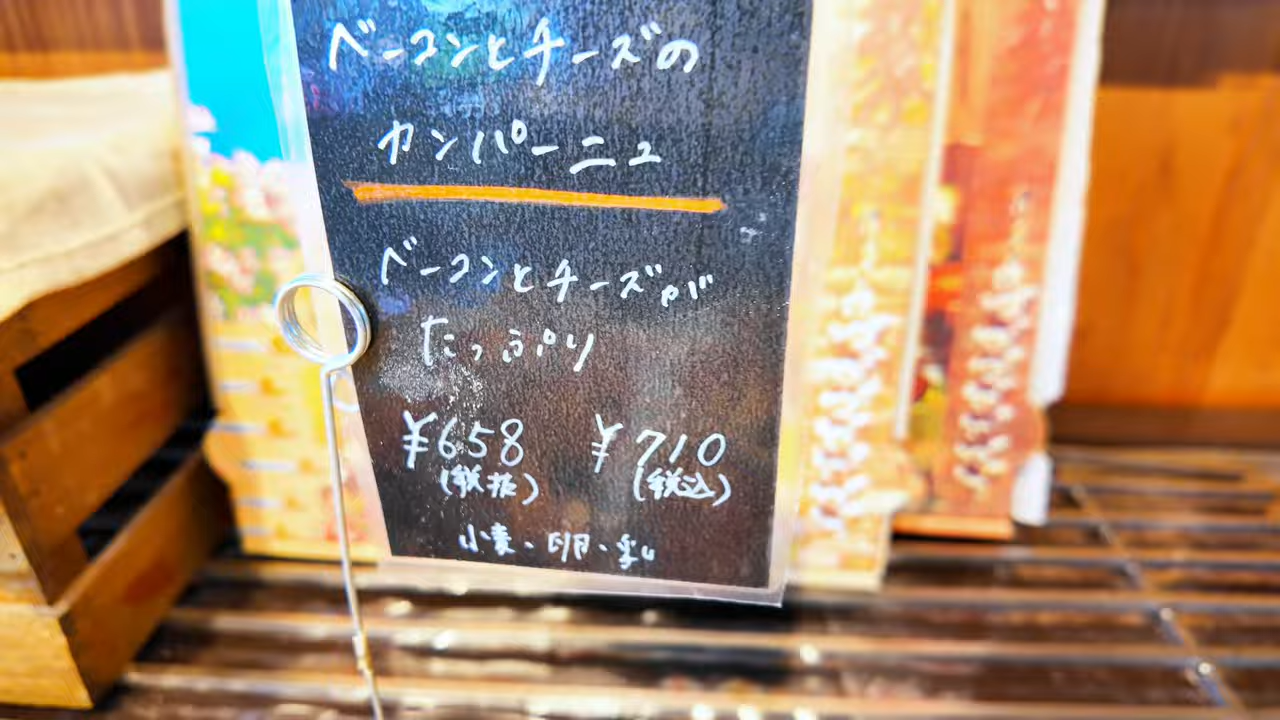 ベーコンとチーズの
カンパーニュ
ベーコンとチーズが
たっぷり
¥658 ¥710
(税抜) (税込)
小麦・卵・乳